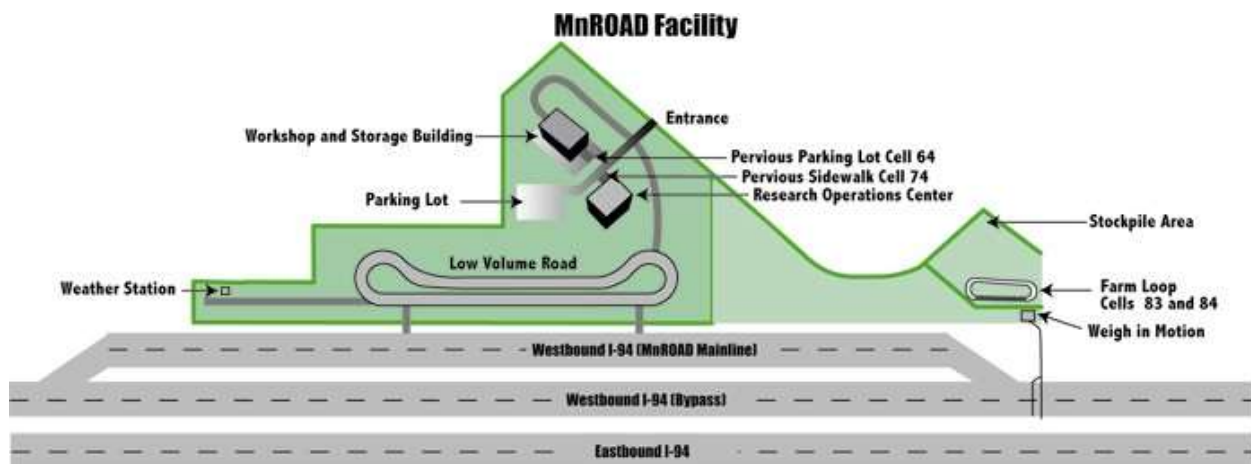 MnROAD Facility
Entrance
Workshop and Storage Building
Pervious Parking Lot Cell 64
Pervious Sidewalk Cell 74
Research Operations Center
Parking Lot
Stockpile Area
Low Volume Road
Weather Station
Farm Loop
Cells 83 and 84
Weigh in Motion
Westbound I-94 (MnROAD Mainline)
Westbound I-94 (Bypass)
Eastbound I-94